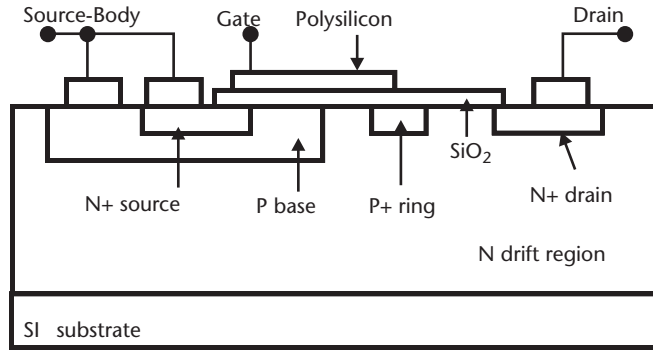 Source-Body
Gate
Polysilicon
Drain
SiO2
N+ source
P base
P+ ring
N+ drain
N drift region
SI substrate